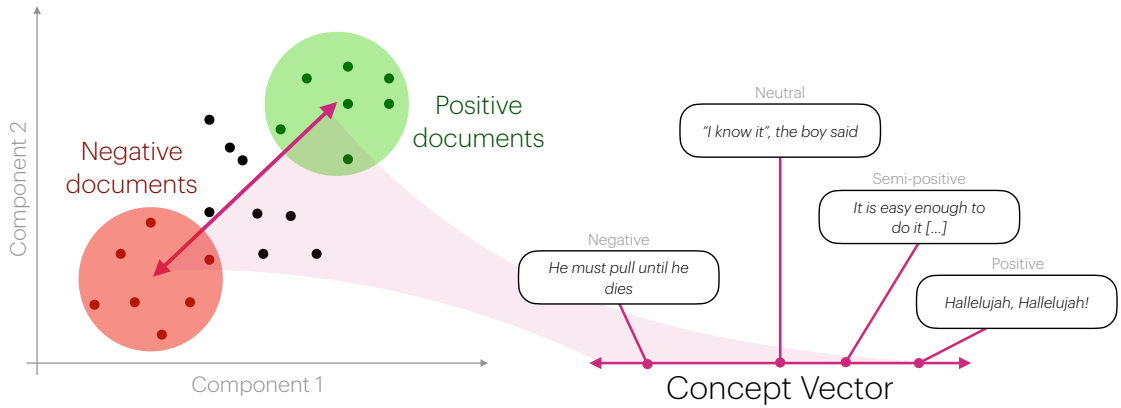 Component 2
Negative
documents
Positive
documents
Component 1
Neutral
“I know it”, the boy said
Semi-positive
It is easy enough to
do it [...]
Negative
He must pull until he
dies
Positive
Hallelujah, Hallelujah!
Concept Vector